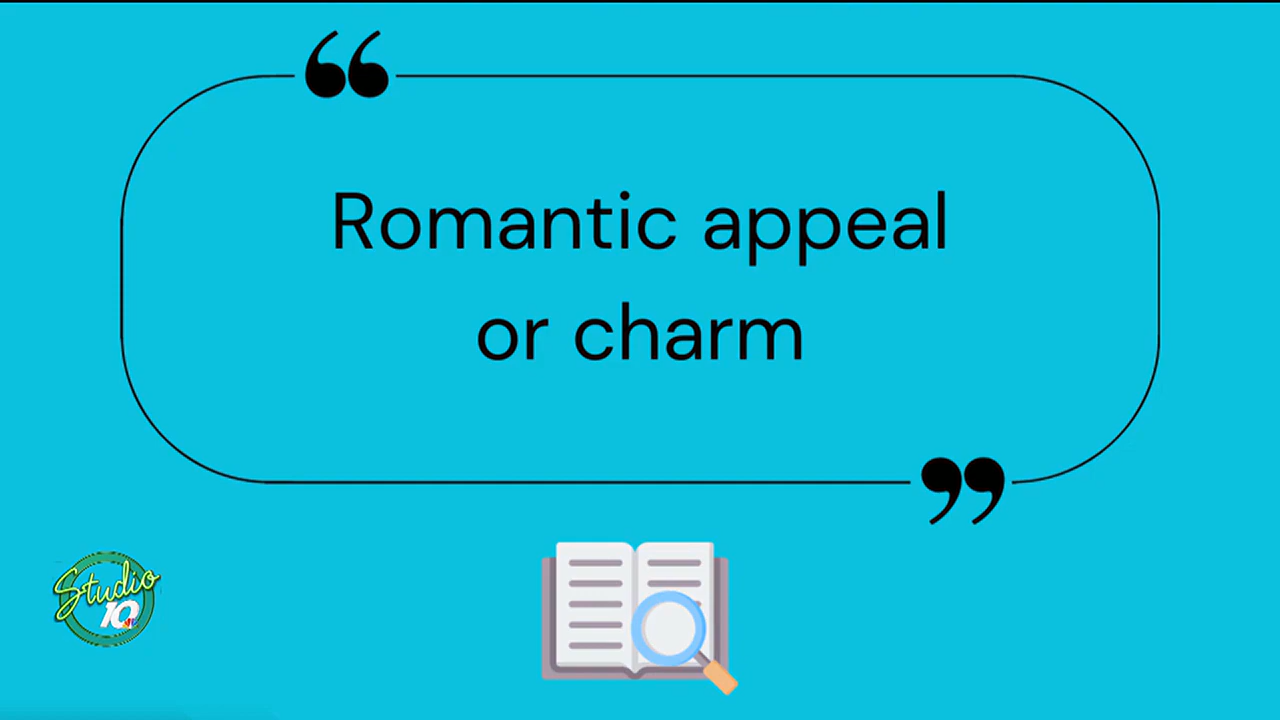 “
Romantic appeal
or charm
”
Studio
10